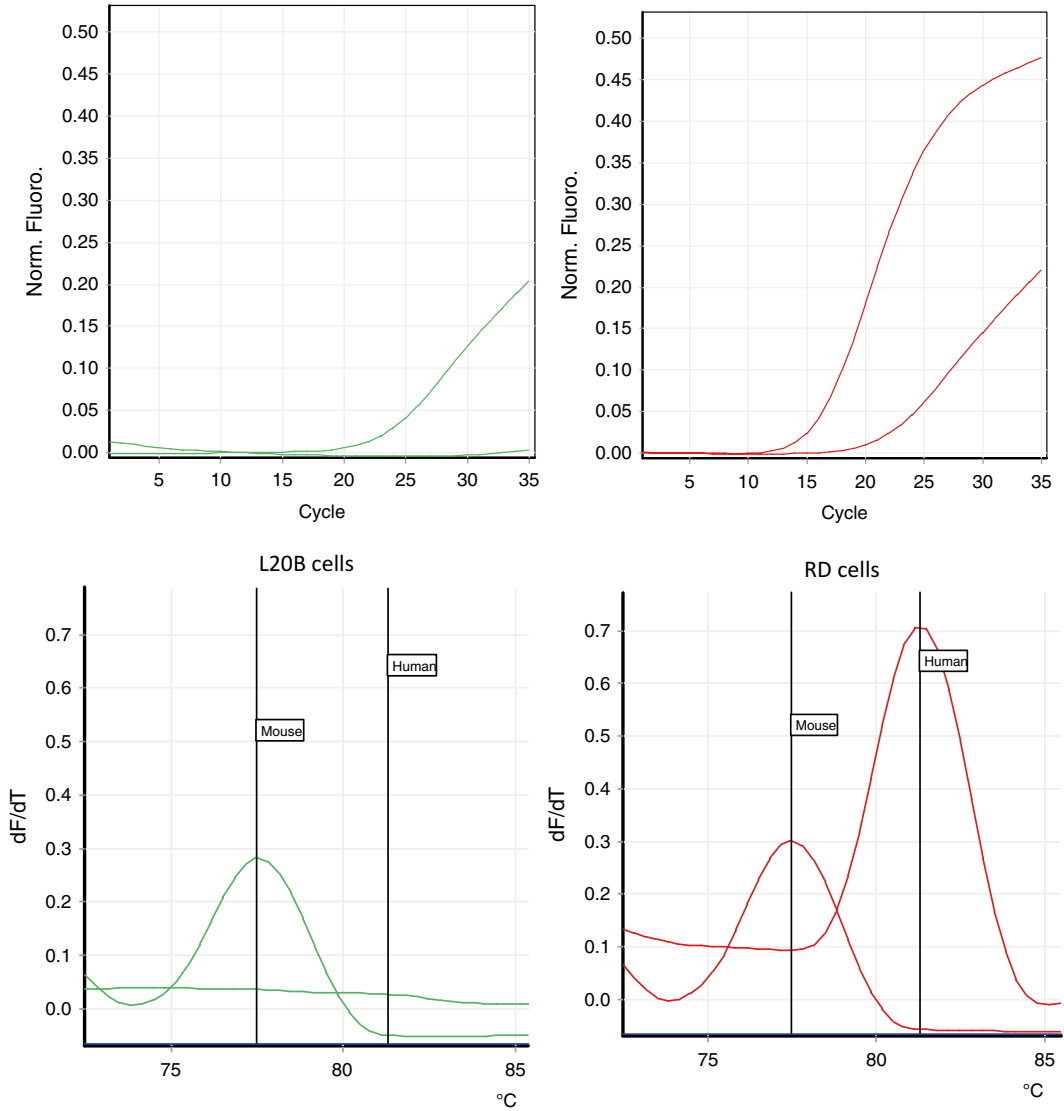 0.50
0.45
0.40
0.35
0.30
0.25
0.20
0.15
0.10
0.05
0.00
Norm. Fluoro.
5 10 15 20 25 30 35
Cycle
0.50
0.45
0.40
0.35
0.30
0.25
0.20
0.15
0.10
0.05
0.00
Norm. Fluoro.
5 10 15 20 25 30 35
Cycle
L20B cells
0.7
0.6
0.5
0.4
0.3
0.2
0.1
0.0
dF/dT
Human
Mouse
75 80 85
°C
RD cells
0.7
0.6
0.5
0.4
0.3
0.2
0.1
0.0
dF/dT
Human
Mouse
75 80 85
°C